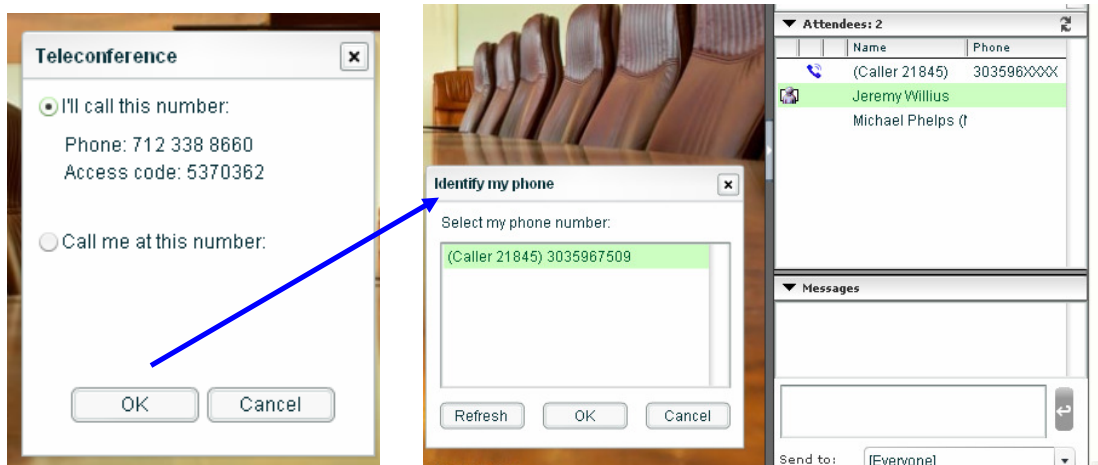 Teleconference
I'll call this number:
Phone: 712 338 8660
Access code: 5370362
Call me at this number:
OK
Cancel
Identify my phone
Select my phone number:
(Caller 21845) 3035967509
Refresh
OK
Cancel
Attendees: 2
Name Phone
(Caller 21845) 303596XXXX
Jeremy Willius
Michael Phelps (
Messages
Send to: [Everyone]